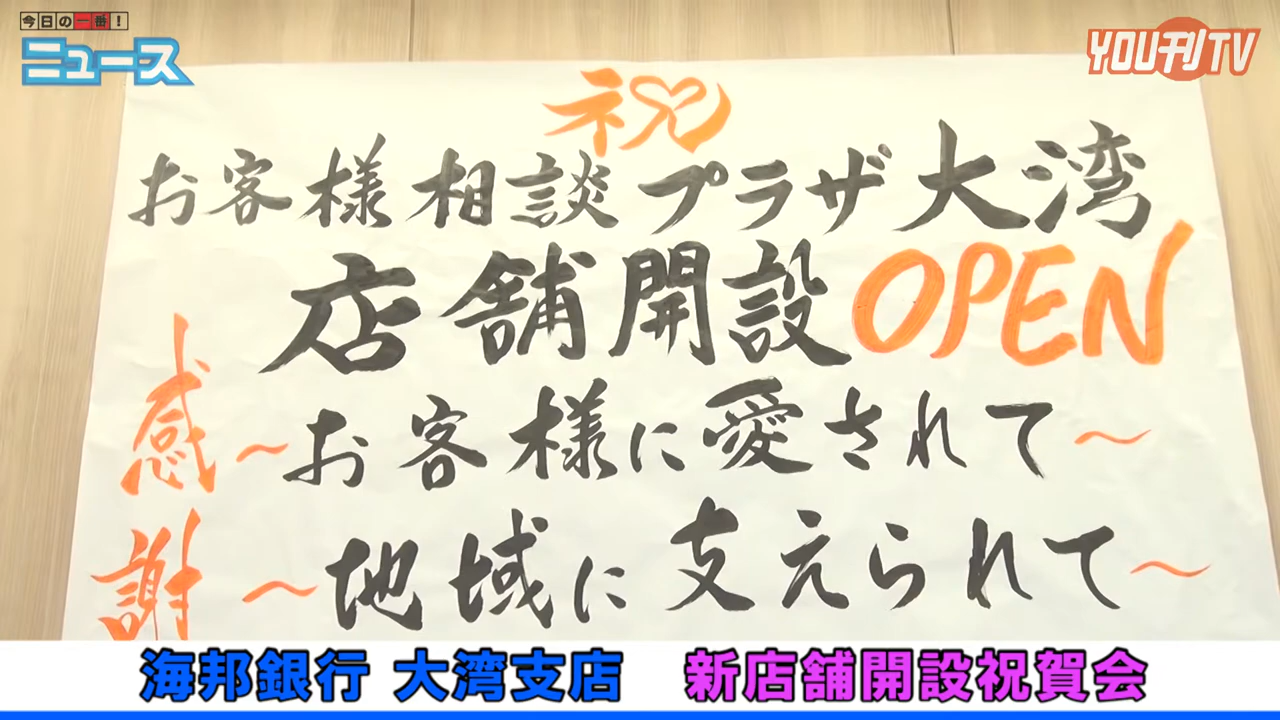 今日の一番！
ニュース
YOU刊TV
祝
お客様相談プラザ大湾
店舗開設OPEN
感謝
～お客様に愛されて～
～地域に支えられて～
海邦銀行 大湾支店 新店舗開設祝賀会